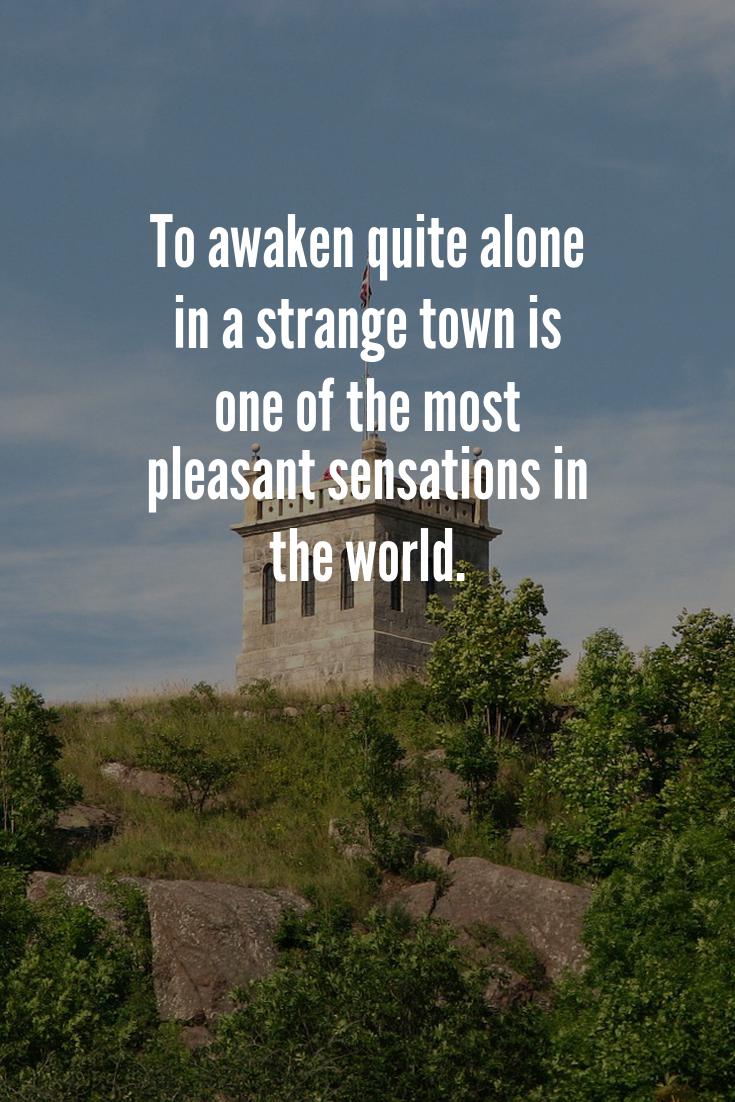 To awaken quite alone
in a strange town is
one of the most
pleasant sensations in
the world.